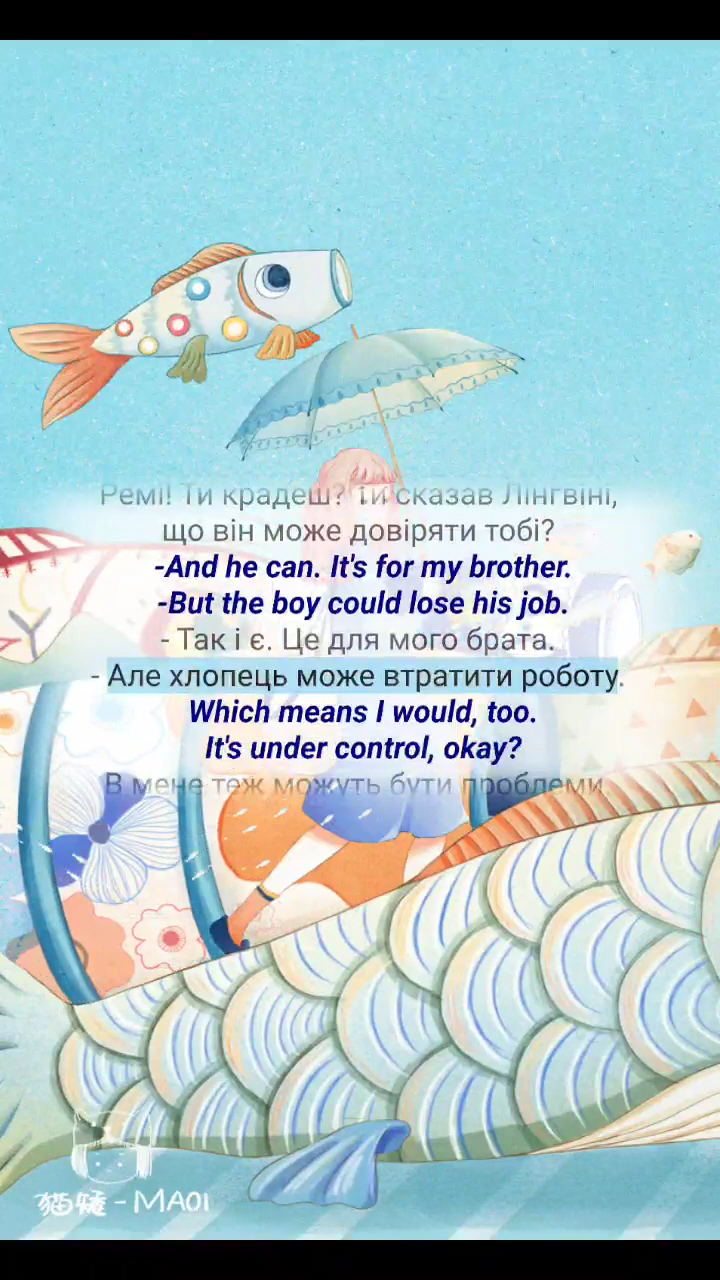 Ремі! Ти крадеш? Ти сказав Лінгвіні,
що він може довіряти тобі?
-And he can. It's for my brother.
-But the boy could lose his job.
- Так і є. Це для мого брата.
- Але хлопець може втратити роботу.
Which means I would, too.
It's under control, okay?
В мене теж можуть бути проблеми.
猫矮-MAOI